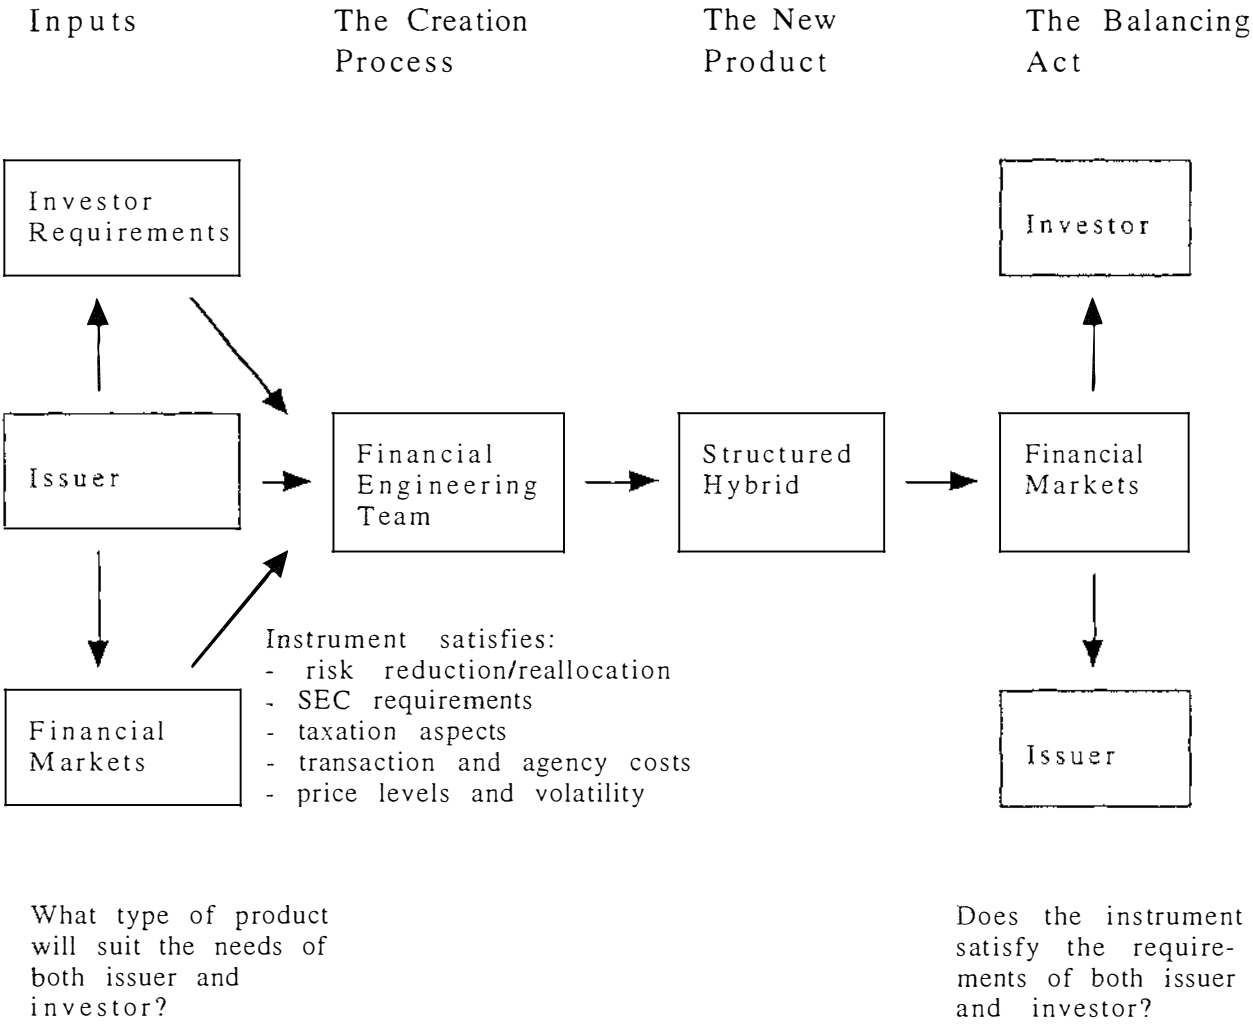 Inputs
The Creation
Process
The New
Product
The Balancing
Act
Investor
Requirements
Issuer
Financial
Markets
Financial
Engineering
Team
Structured
Hybrid
Investor
Financial
Markets
Issuer
Instrument satisfies:
- risk reduction/reallocation
- SEC requirements
- taxation aspects
- transaction and agency costs
- price levels and volatility
What type of product
will suit the needs of
both issuer and
investor?
Does the instrument
satisfy the require-
ments of both issuer
and investor?